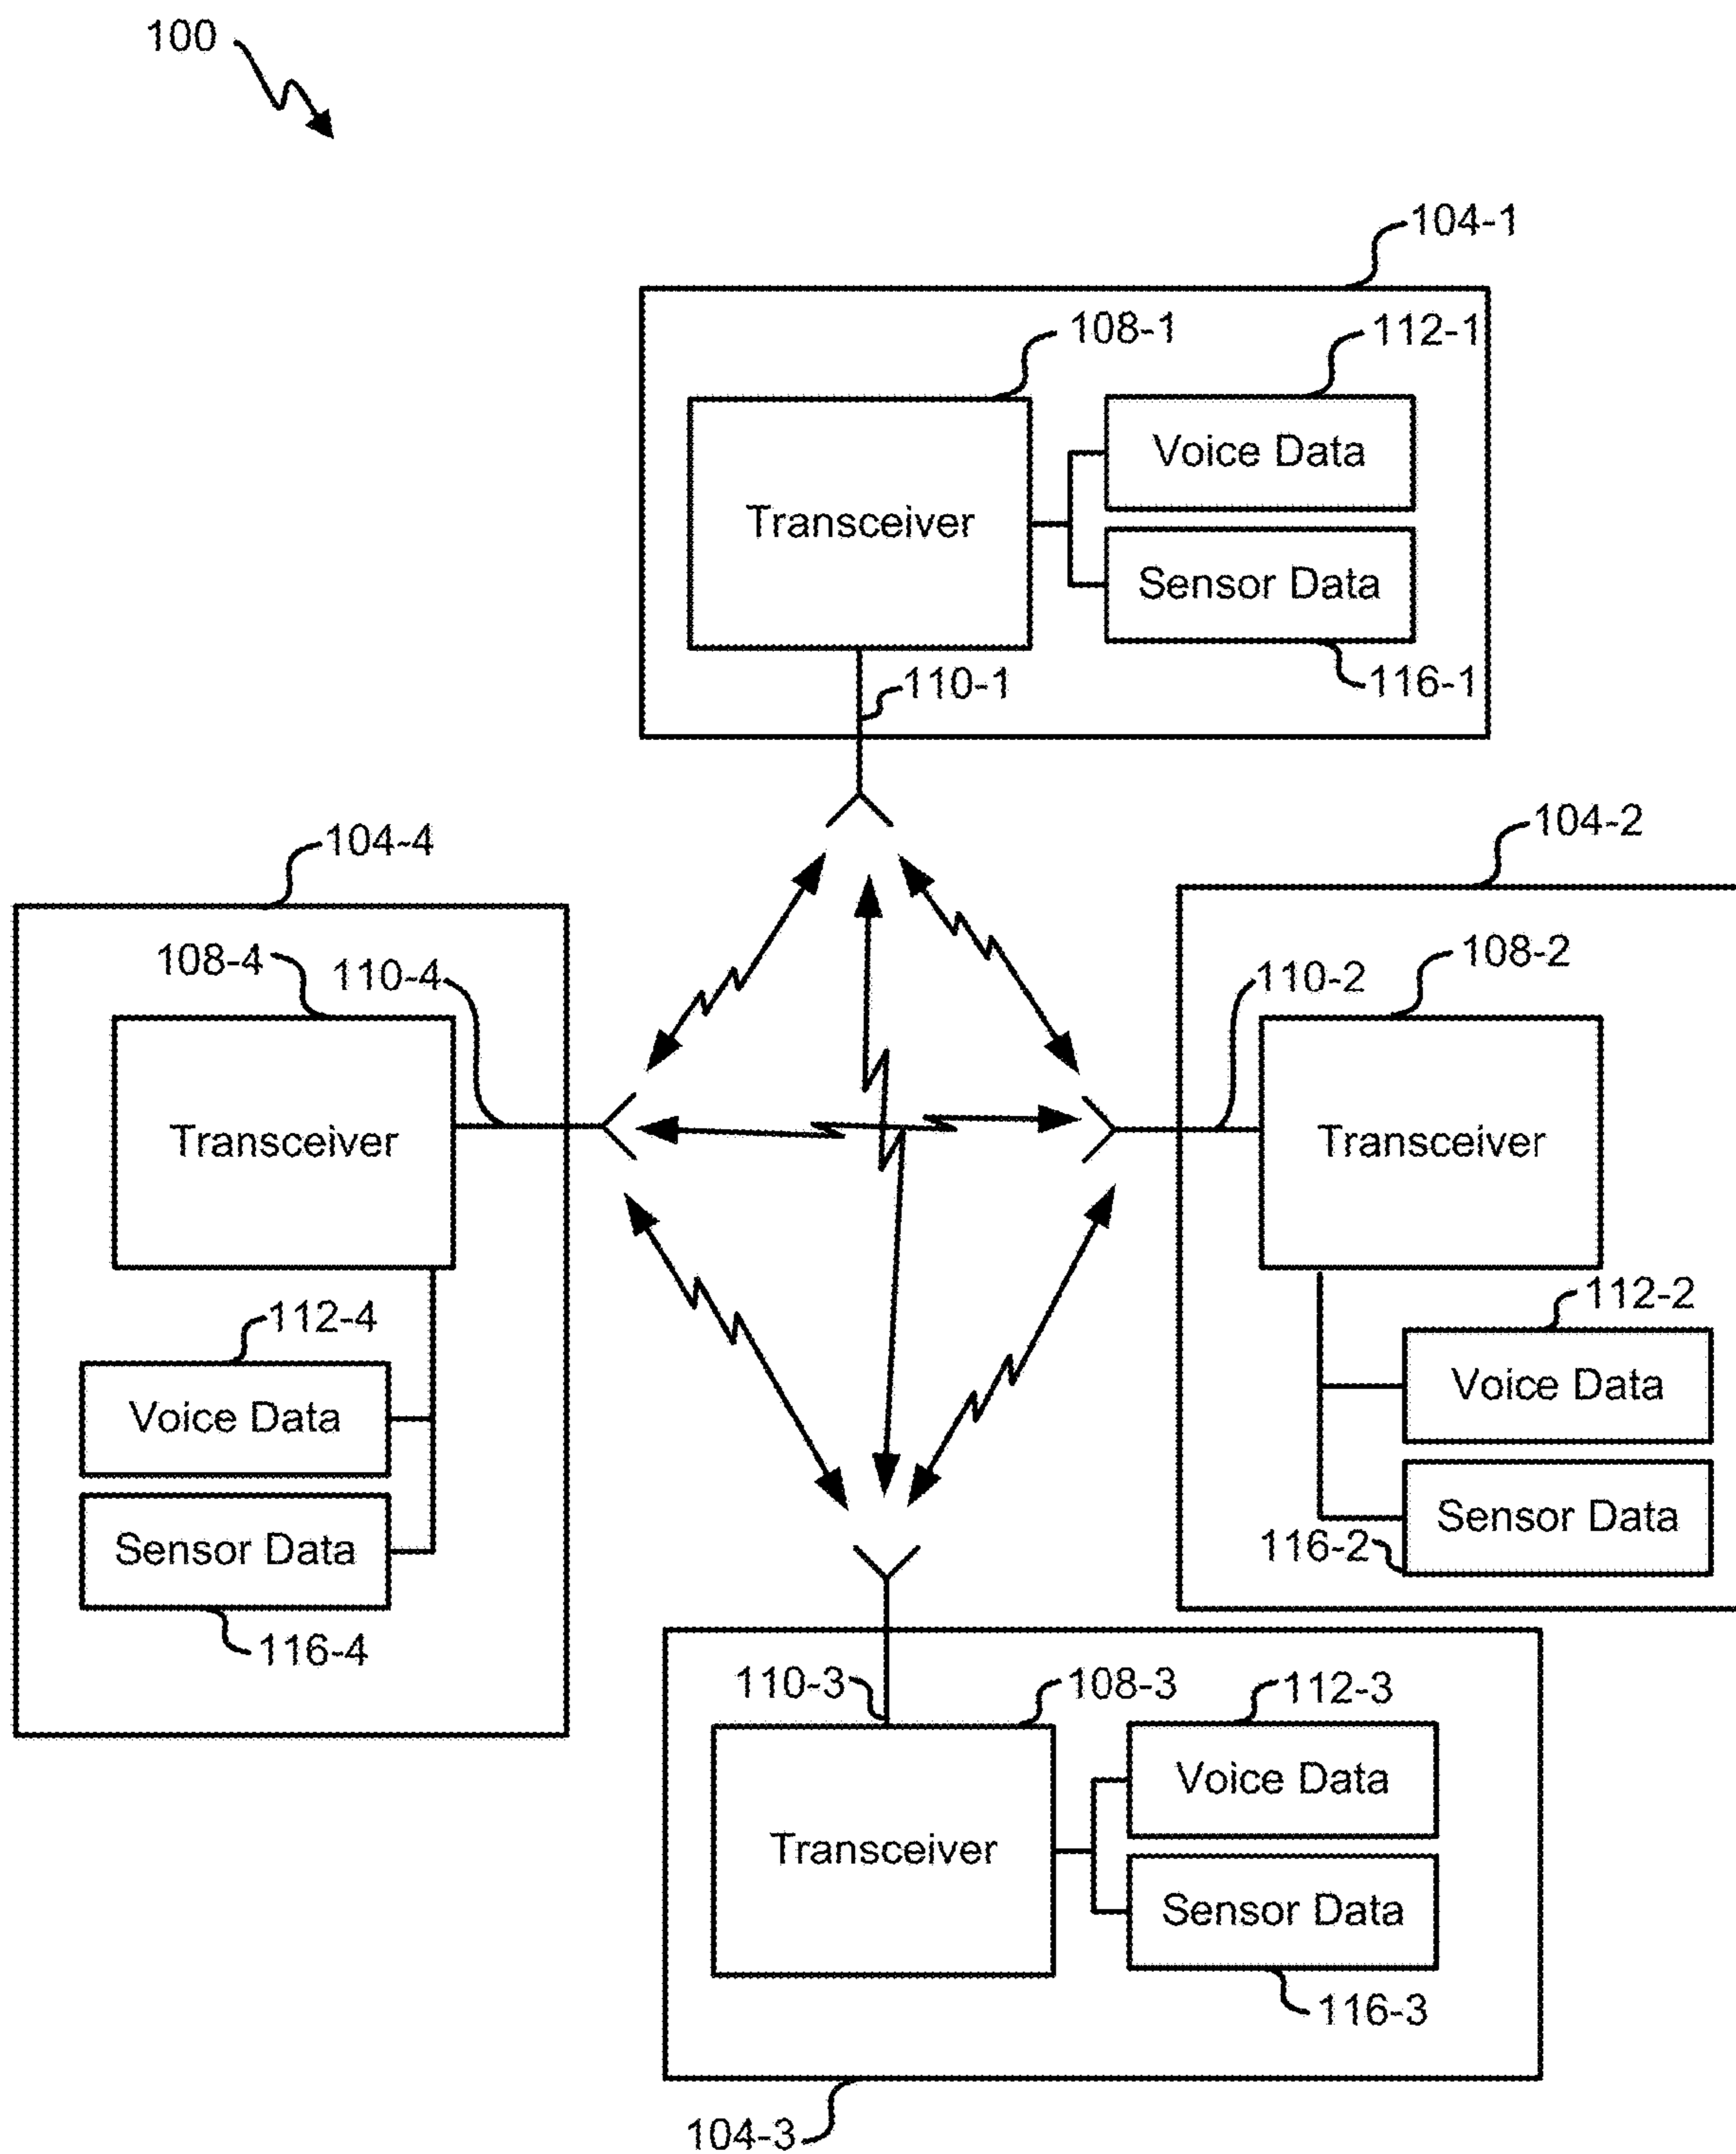 100
104-1
108-1
112-1
Voice Data
Transceiver
Sensor Data
110-1
116-1
104-4
104-2
108-4
110-4
108-2
110-2
Transceiver
Transceiver
112-4
112-2
Voice Data
Voice Data
Sensor Data
Sensor Data
116-2
116-4
110-3
108-3
112-3
Voice Data
Transceiver
Sensor Data
116-3
104-3